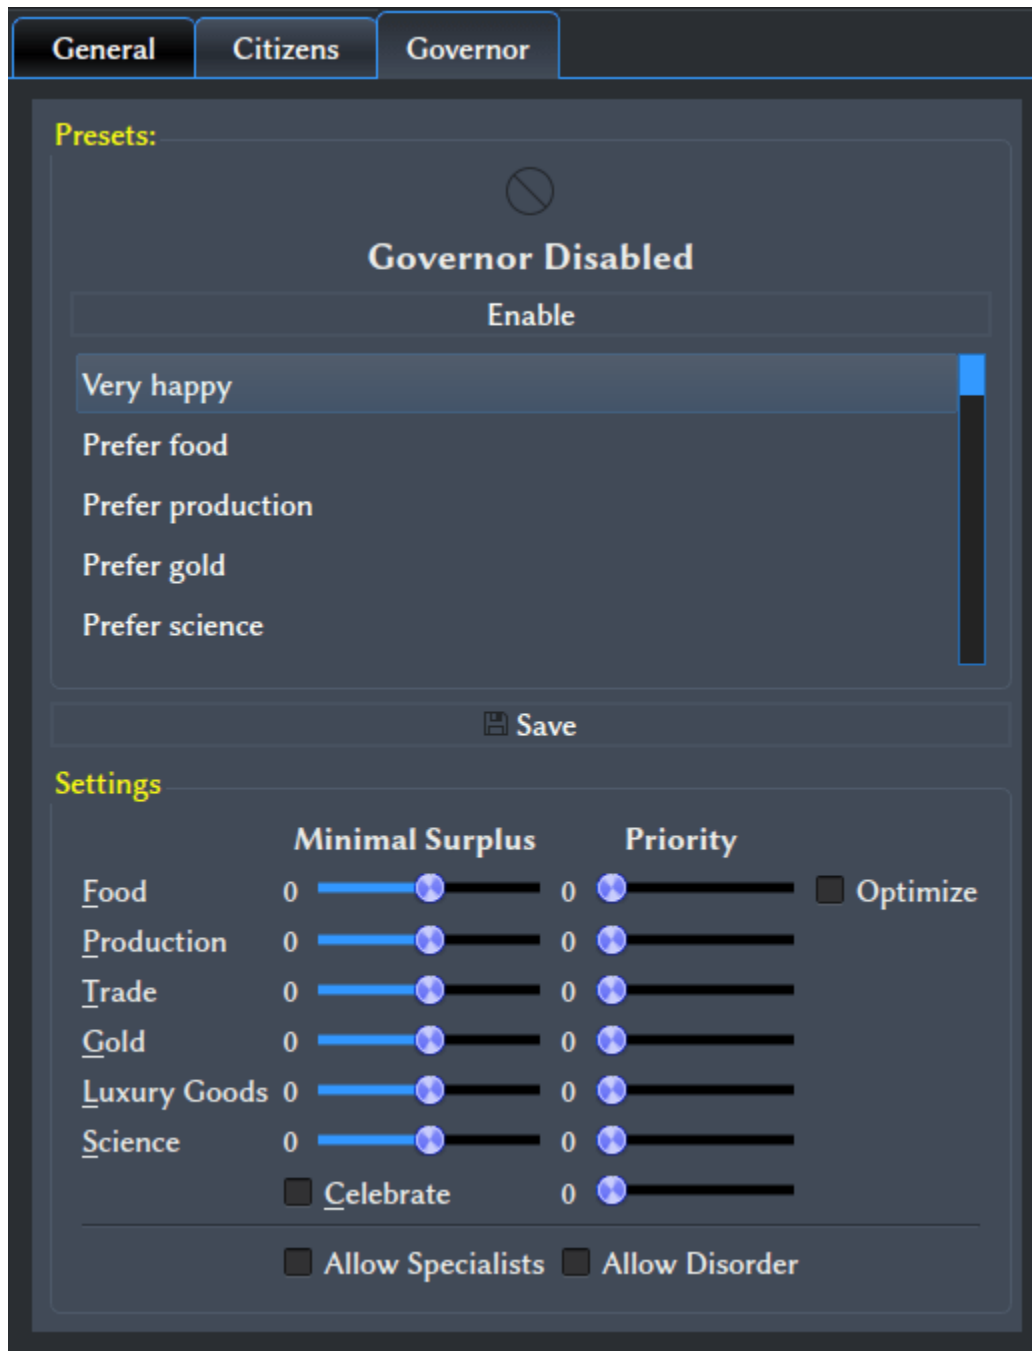 General Citizens Governor
Presets:
Governor Disabled
Enable
Very happy
Prefer food
Prefer production
Prefer gold
Prefer science
Save
Settings
Minimal Surplus Priority
Food 0 0 Optimize
Production 0 0
Trade 0 0
Gold 0 0
Luxury Goods 0 0
Science 0 0
Celebrate 0
Allow Specialists Allow Disorder